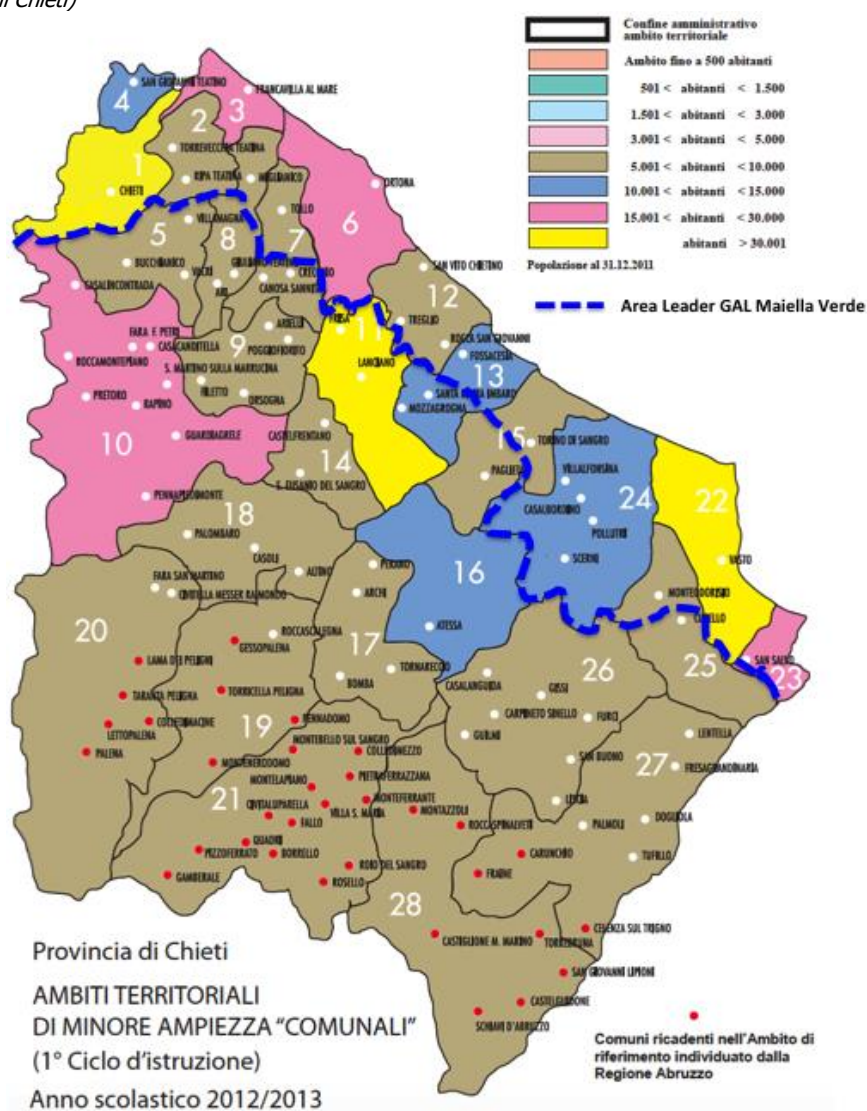 di Chieti)
Confine amministrativo
ambito territoriale
Ambito fino a 500 abitanti
501 < abitanti < 1.500
1.501 < abitanti < 3.000
3.001 < abitanti < 5.000
5.001 < abitanti < 10.000
10.001 < abitanti < 15.000
15.001 < abitanti < 30.000
abitanti > 30.001
Popolazione al 31.12.2011
Area Leader GAL Maiella Verde
SAN GIOVANNI TEATINO
4
FRANCAVILLA AL MARE
3
2
TORREVECCHIA TEATINA
1
RIPA TEATINA
MIGLIANICO
CHIETI
ORTONA
VILLAMAGNA
TOLLO
6
5
8
7
BUCCHIANICO
VACRI
GIULIANO TEATINO
CRECCHIO
SAN VITO CHIETINO
CASALINCONTRADA
ARI
CANOSA SANNITA
12
FARA F. PETRI
ARIELLI
FRISA
11
TREGLIO
CASACANDITELLA
9
POGGIOFIORITO
ROCCA SAN GIOVANNI
ROCCAMONTEPIANO
S. MARTINO SULLA MARRUCINA
LANCIANO
FOSSACESIA
13
PRETORO
FILETTO
SANTA MARIA IMBARO
RAPINO
ORSOGNA
MOZZAGROGNA
10
GUARDIAGRELE
CASTELFRENTANO
15
TORINO DI SANGRO
14
PAGLIETA
VILLALFONSINA
S. EUSANIO DEL SANGRO
24
22
PENNAPIEDIMONTE
CASALBORDINO
18
POLLUTRI
PALOMBARO
CASOLI
SCERNI
VASTO
ALTINO
PERANO
16
FARA SAN MARTINO
CIVITELLA MESSER RAIMONDO
ARCHI
MONTEODORISIO
20
ROCCASCALEGNA
ATESSA
CUPELLO
GESSOPALENA
17
LAMA DEI PELIGNI
TORNARECCIO
26
25
SAN SALVO
BOMBA
CASALANGUIDA
23
TARANTA PELIGNA
TORRICELLA PELIGNA
GISSI
COLLEDIMACINE
PENNADOMO
CARPINETO SINELLO
FURCI
LETTOPALENA
19
GUILMI
LENTELLA
PALENA
MONTEBELLO SUL SANGRO
COLLEDIMEZZO
MONTENERODOMO
SAN BUONO
27
FRESAGRANDINARIA
PIETRAFERRAZZANA
MONTELAPIANO
21
MONTEFERRANTE
LISCIA
CIVITALUPARELLA
VILLA S. MARIA
MONTAZZOLI
FALLO
ROCCASPINALVETI
PALMOLI
DOGLIOLA
QUADRI
PIZZOFERRATO
BORRELLO
CARUNCHIO
TUFILLO
GAMBERALE
ROIO DEL SANGRO
FRAINE
ROSELLO
28
CELENZA SUL TRIGNO
CASTIGLIONE M. MARINO
TORREBRUNA
SAN GIOVANNI LIPIONI
CASTELGUIDONE
SCHIAVI D'ABRUZZO
Provincia di Chieti
AMBITI TERRITORIALI
DI MINORE AMPIEZZA "COMUNALI"
(1° Ciclo d'istruzione)
Anno scolastico 2012/2013
Comuni ricadenti nell'Ambito di
riferimento individuato dalla
Regione Abruzzo